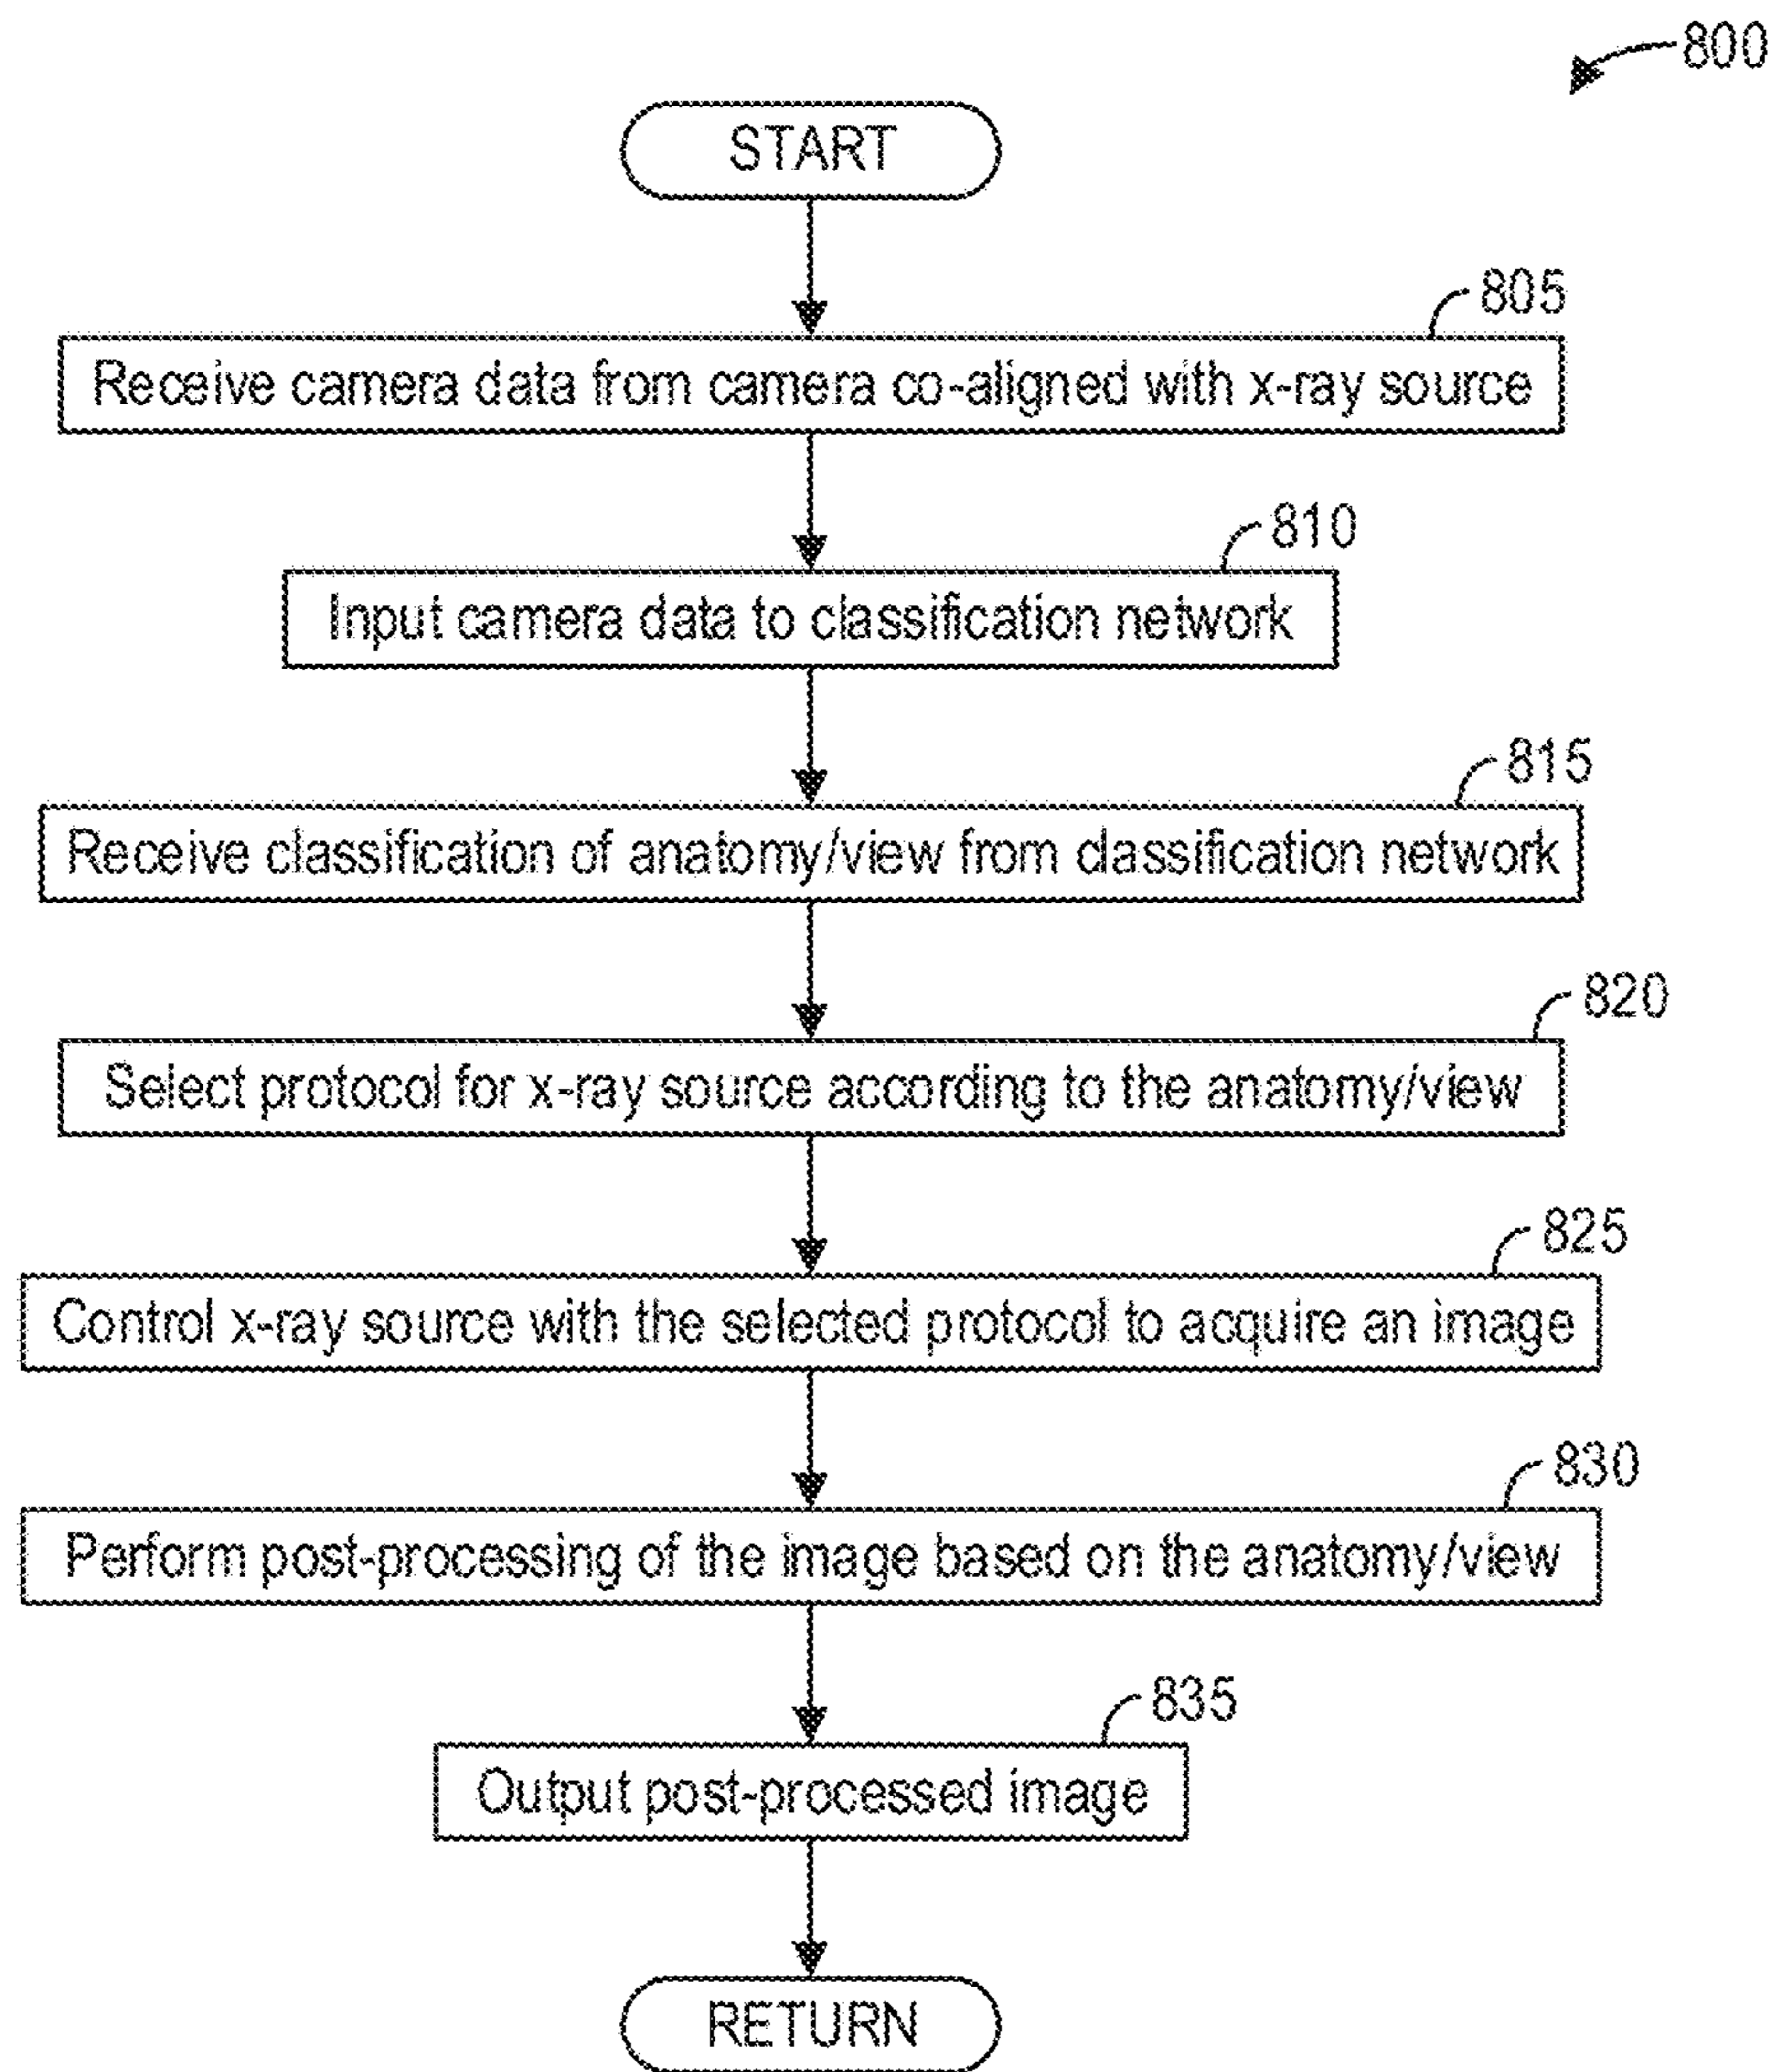 800
START
805
Receive camera data from camera co-aligned with x-ray source
810
Input camera data to classification network
815
Receive classification of anatomy/view from classification network
820
Select protocol for x-ray source according to the anatomy/view
825
Control x-ray source with the selected protocol to acquire an image
830
Perform post-processing of the image based on the anatomy/view
835
Output post-processed image
RETURN